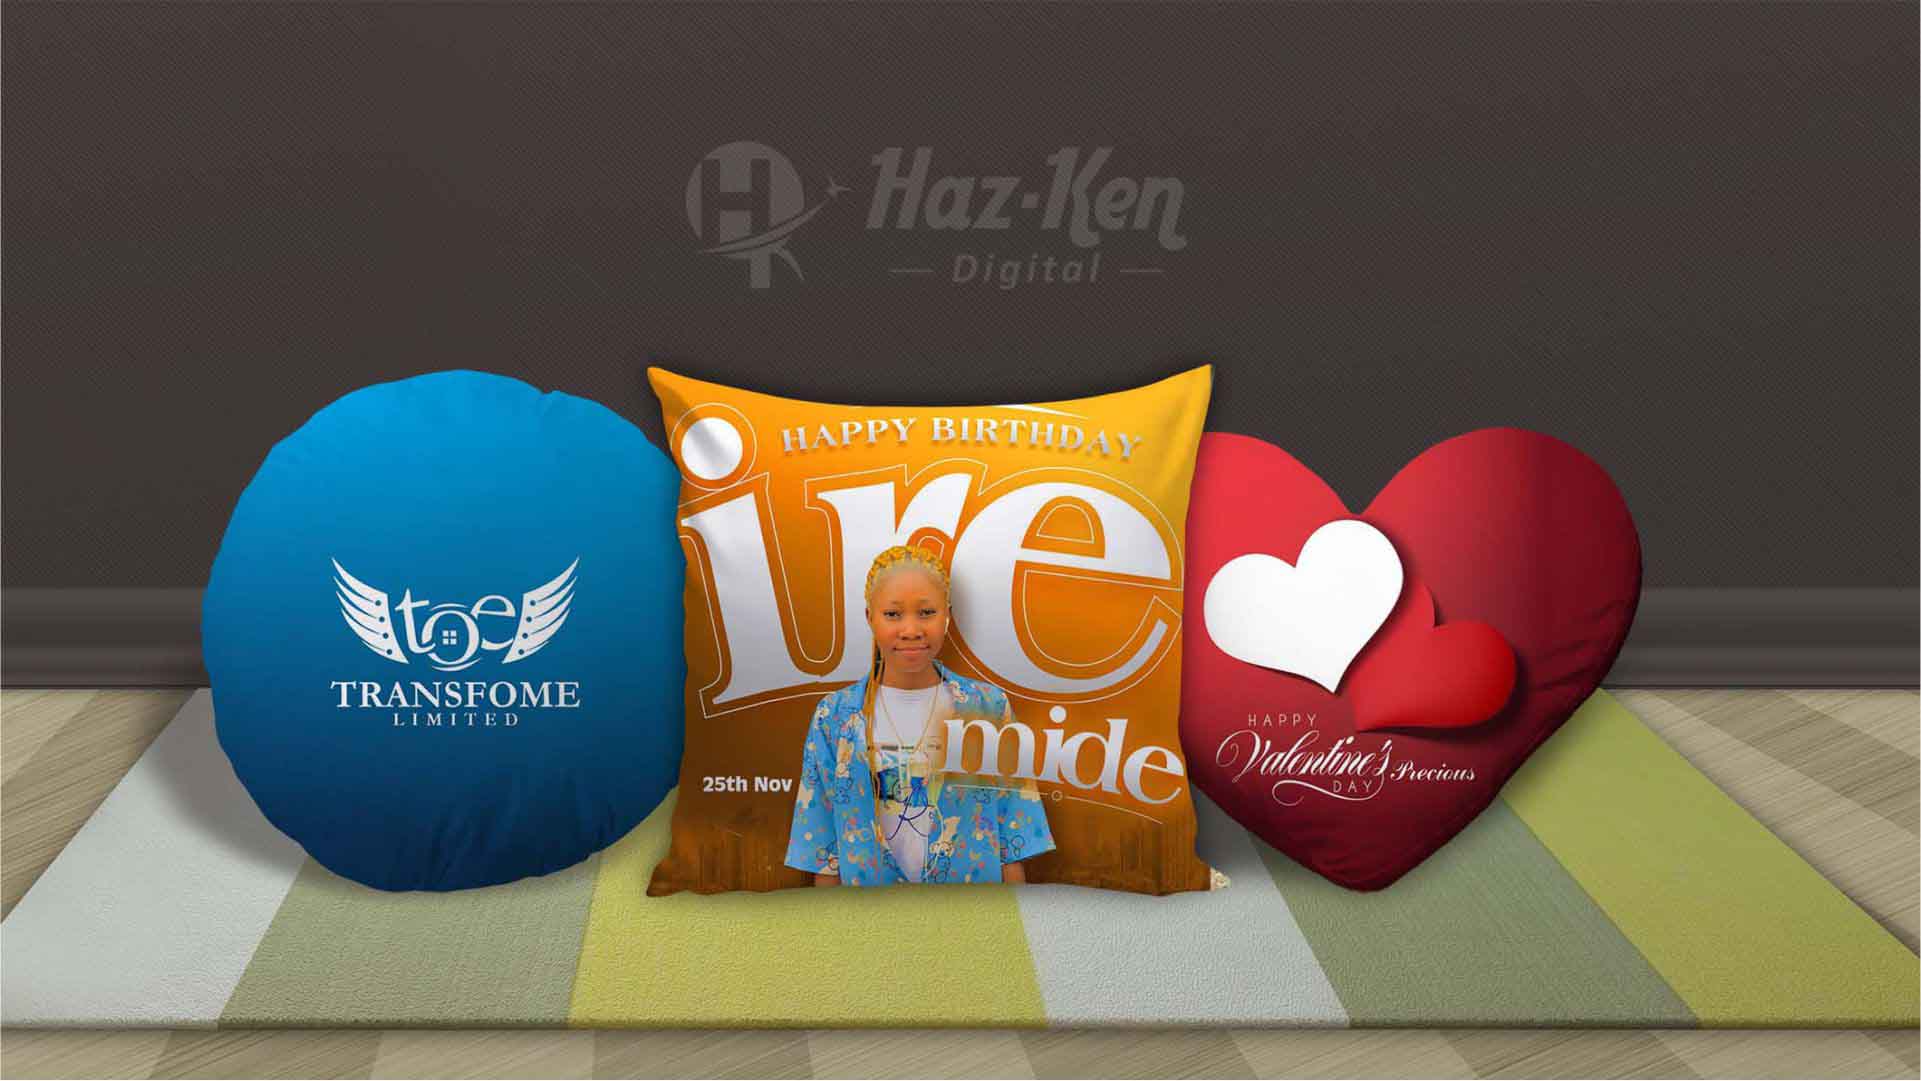 Haz-Ken
Digital
toe
TRANSFOME
LIMITED
HAPPY BIRTHDAY
ire
mide
25th Nov
HAPPY
Valentine's Precious
DAY